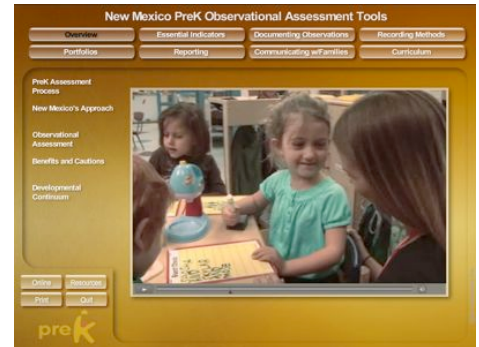 New Mexico PreK Observational Assessment Tools
Overview
Essential Indicators
Documenting Observations
Recording Methods
Portfolios
Reporting
Communicating w/Families
Curriculum
PreK Assessment
Process
New Mexico's Approach
Observational
Assessment
Benefits and Cautions
Developmental
Continuum
Online
Resources
Print
Quit
preK